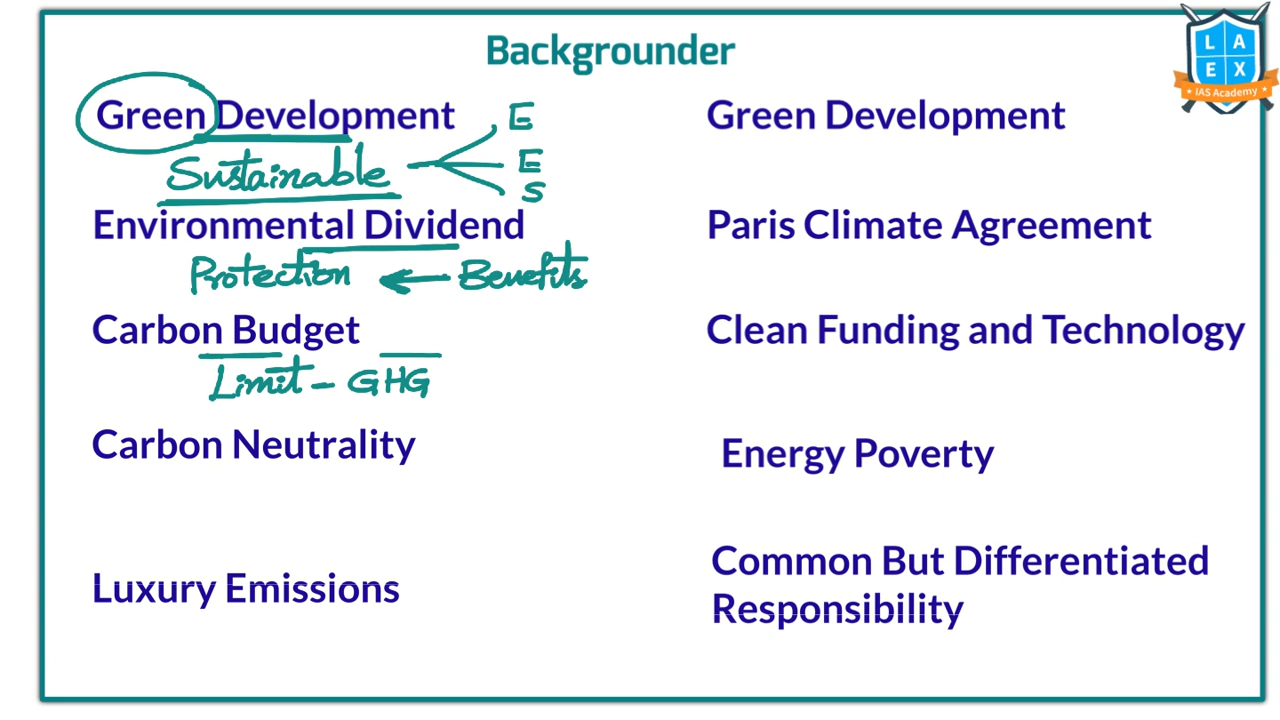 Backgrounder
L A
E X
IAS Academy
Green Development
E
Sustainable
E
S
Environmental Dividend
Protection ← Benefits
Carbon Budget
Limit - GHG
Carbon Neutrality
Luxury Emissions
Green Development
Paris Climate Agreement
Clean Funding and Technology
Energy Poverty
Common But Differentiated
Responsibility